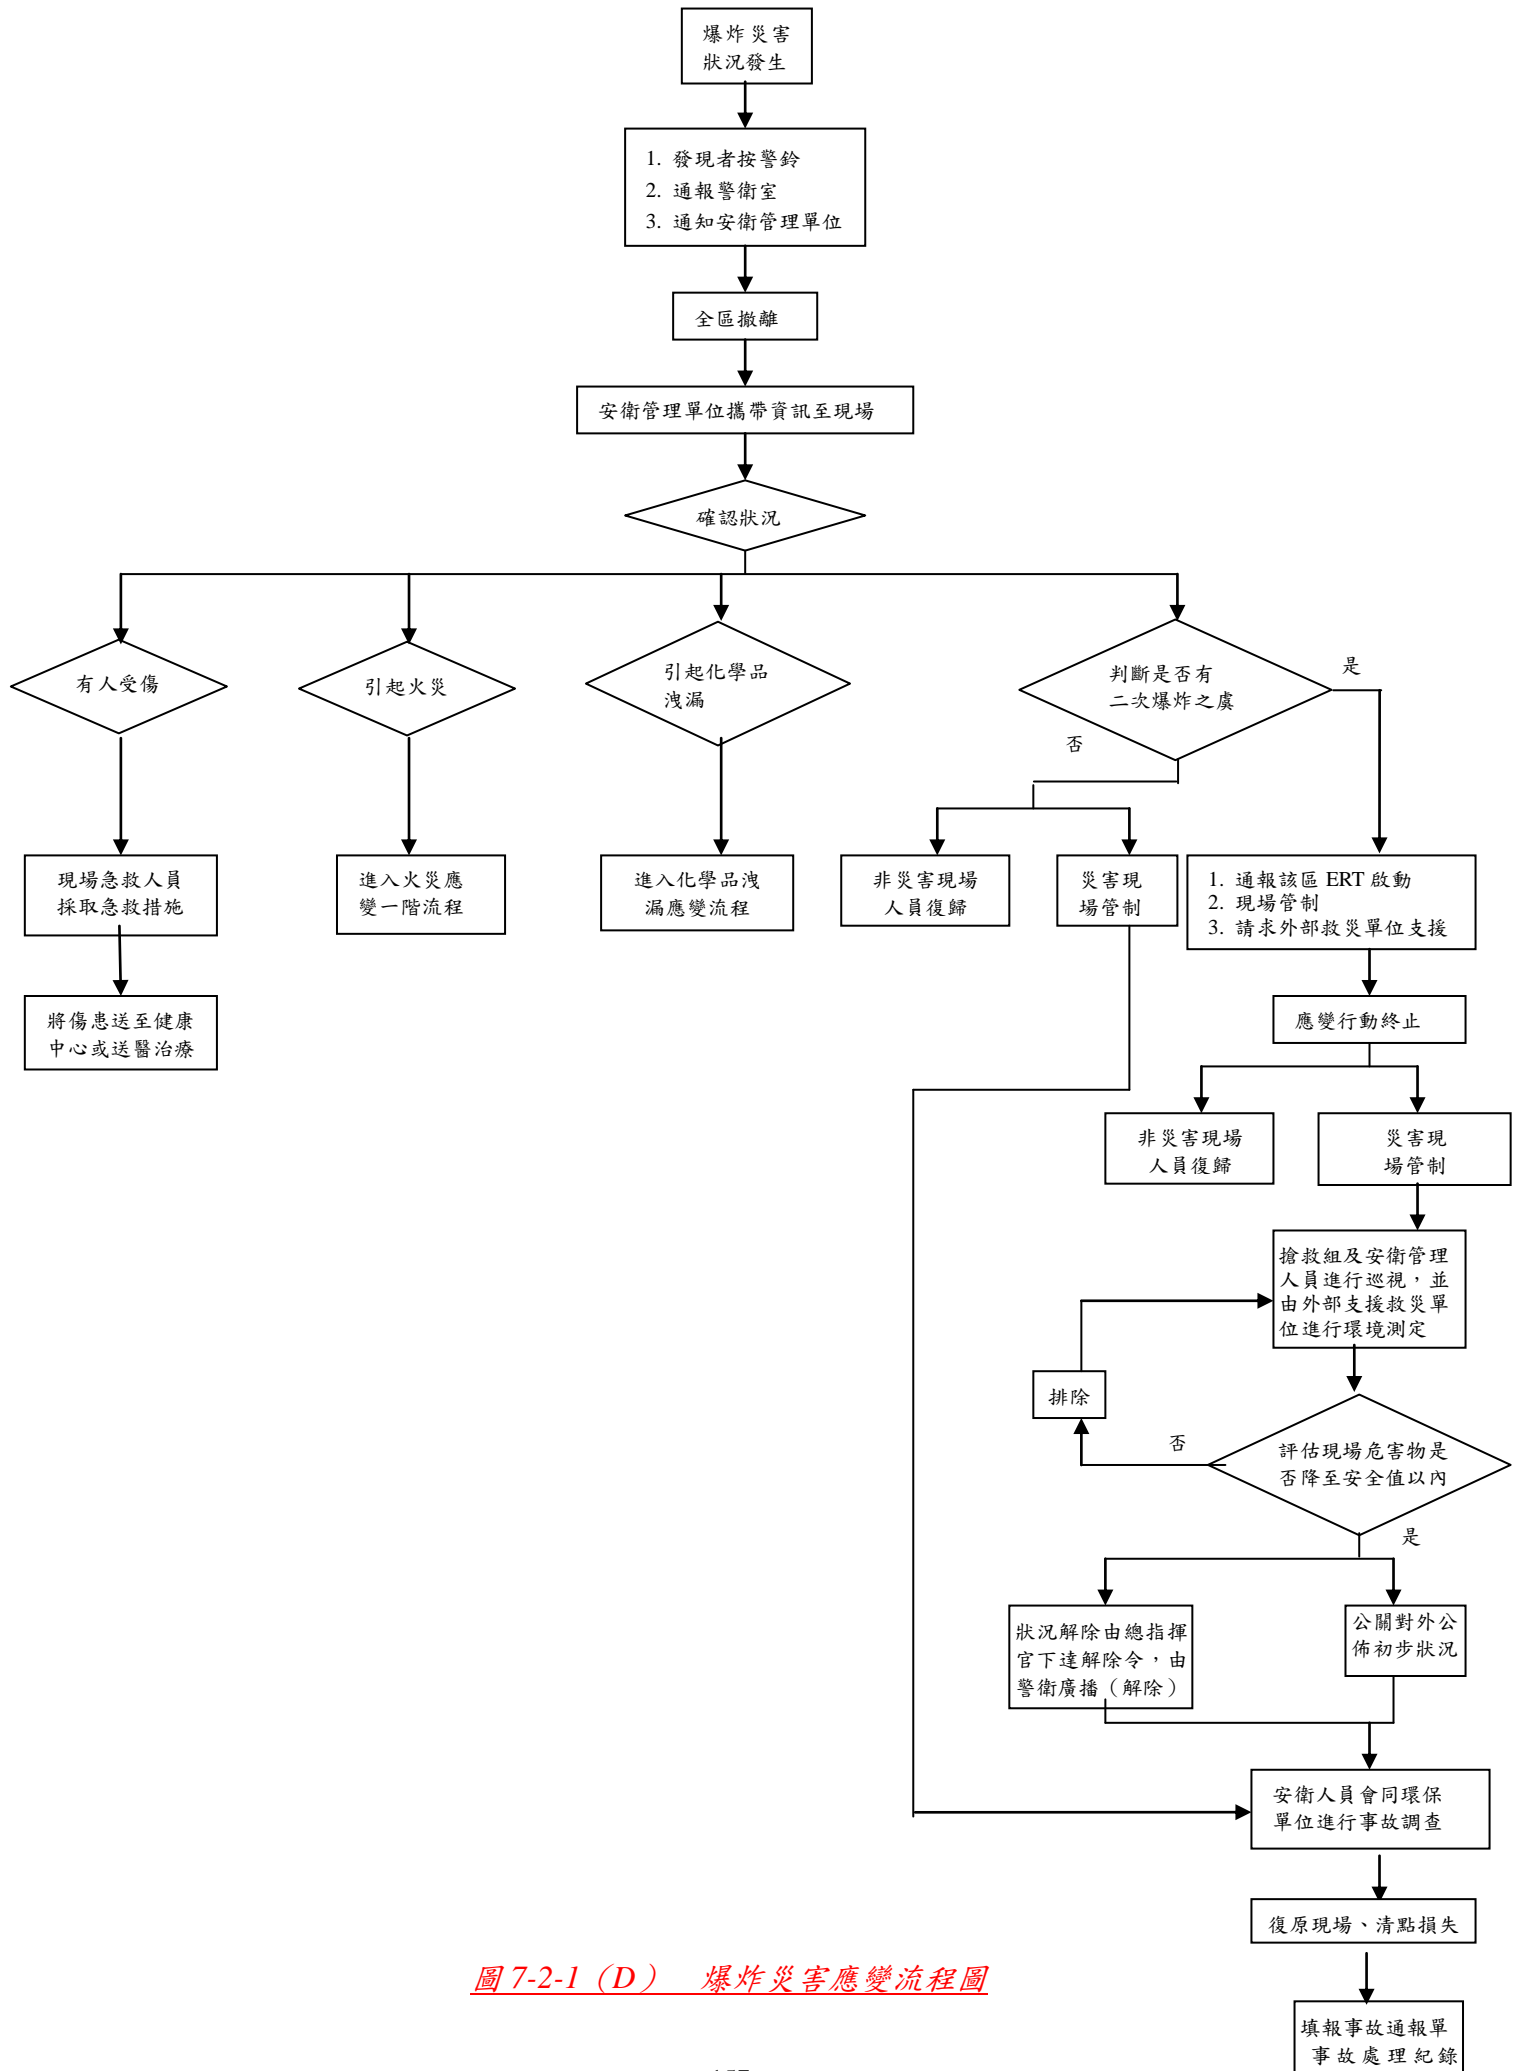 爆炸災害
狀況發生
1. 發現者按警鈴
2. 通報警衛室
3. 通知安衛管理單位
全區撤離
安衛管理單位攜帶資訊至現場
確認狀況
有人受傷
引起火災
引起化學品
洩漏
判斷是否有
二次爆炸之虞
是
否
現場急救人員
採取急救措施
進入火災應
變一階流程
進入化學品洩
漏應變流程
非災害現場
人員復歸
災害現
場管制
1. 通報該區 ERT 啟動
2. 現場管制
3. 請求外部救災單位支援
將傷患送至健康
中心或送醫治療
應變行動終止
非災害現場
人員復歸
災害現
場管制
搶救組及安衛管理
人員進行巡視，並
由外部支援救災單
位進行環境測定
排除
否
評估現場危害物是
否降至安全值以內
是
狀況解除由總指揮
官下達解除令，由
警衛廣播（解除）
公關對外公
佈初步狀況
安衛人員會同環保
單位進行事故調查
復原現場、清點損失
圖 7-2-1（D） 爆炸災害應變流程圖
填報事故通報單
事故處理紀錄